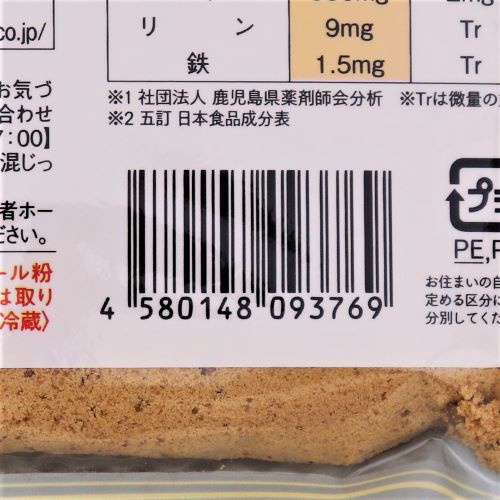 co.jp/
リン 9mg Tr
鉄 1.5mg Tr
※1 社団法人 鹿児島県薬剤師会分析 ※Trは微量の
※2 五訂 日本食品成分表
お気づ
合わせ
7:00】
混じっ
者ホー
ださい。
ール粉
は取り
冷蔵〉
4 580148 093769
プ
PE,P
お住まいの自
定める区分に
分別してくだ